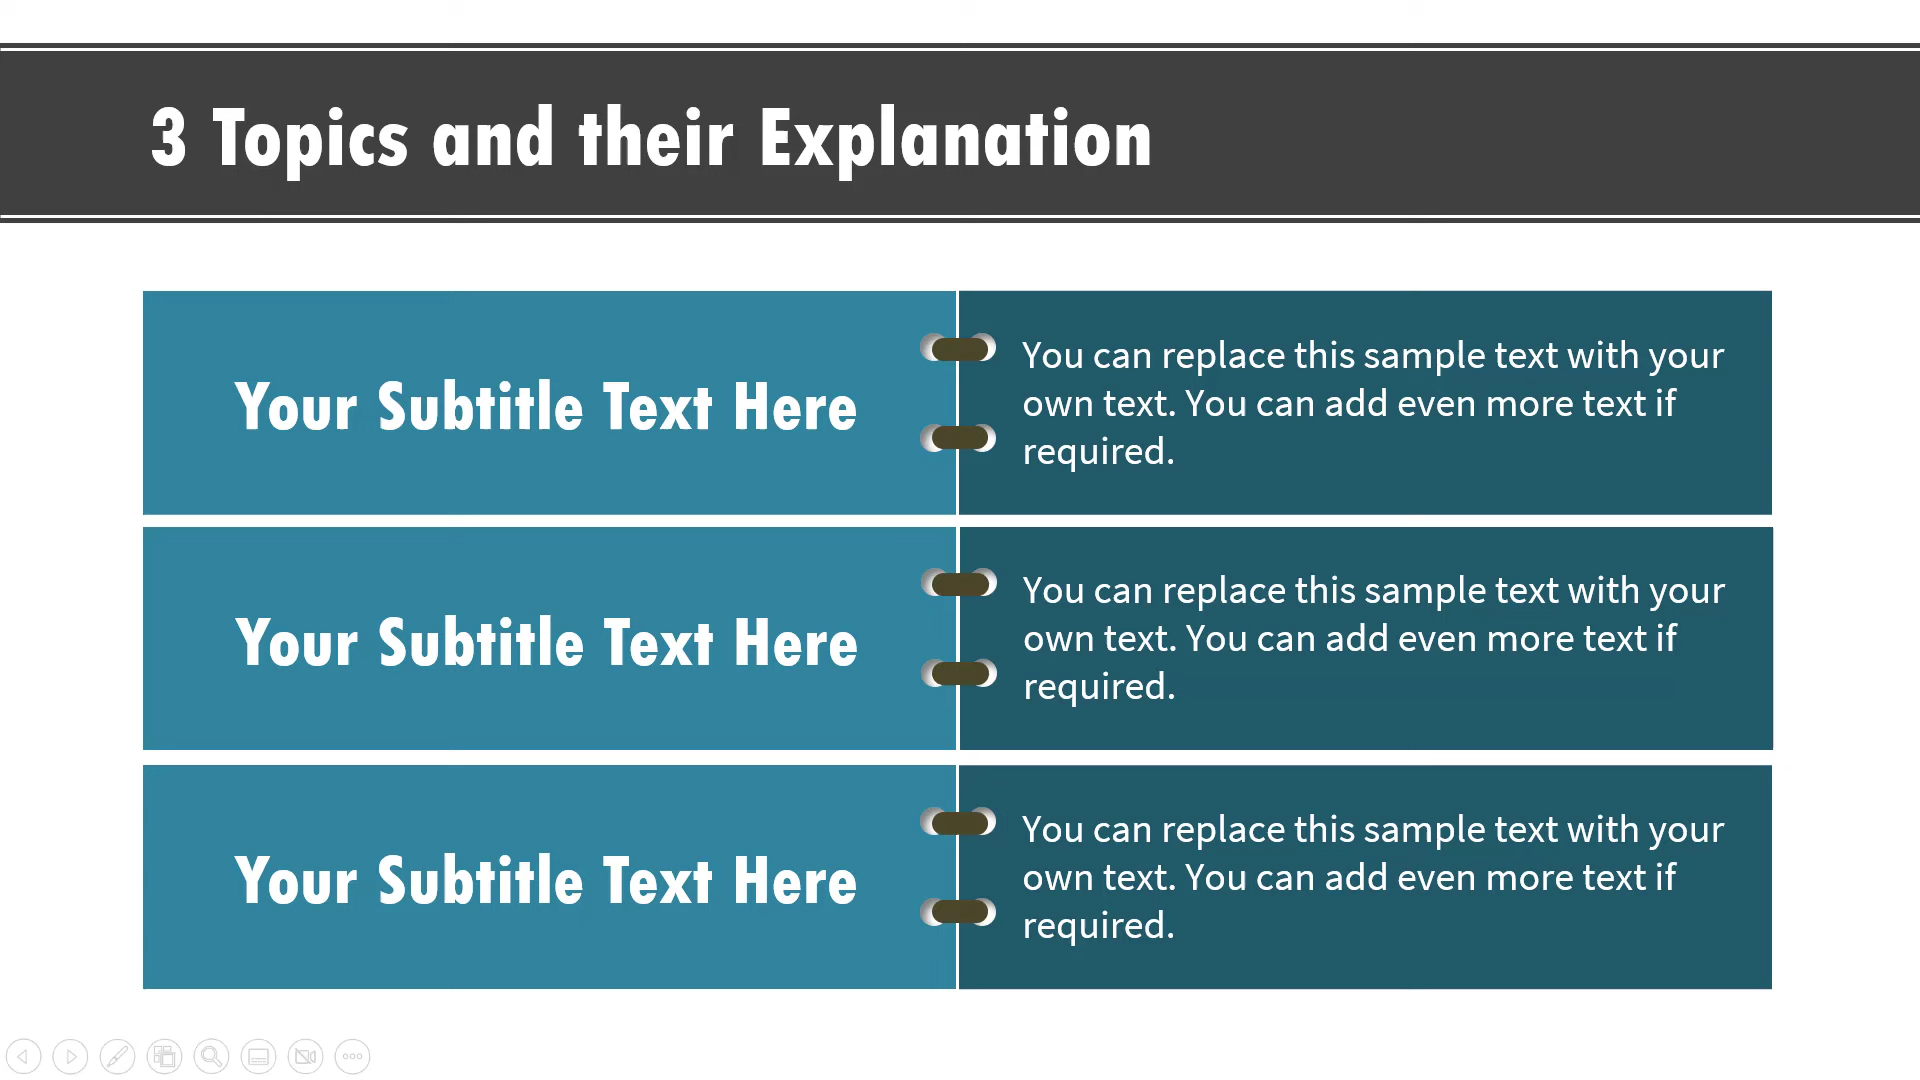 3 Topics and their Explanation
Your Subtitle Text Here
You can replace this sample text with your
own text. You can add even more text if
required.
Your Subtitle Text Here
You can replace this sample text with your
own text. You can add even more text if
required.
Your Subtitle Text Here
You can replace this sample text with your
own text. You can add even more text if
required.